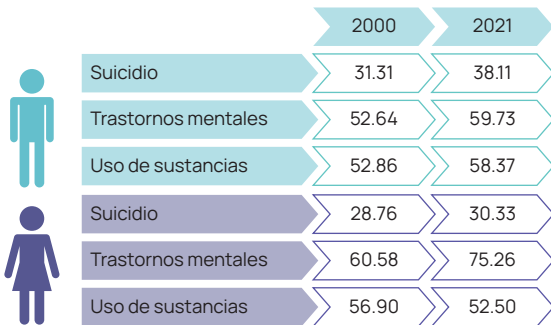 2000 2021
Suicidio 31.31 38.11
Trastornos mentales 52.64 59.73
Uso de sustancias 52.86 58.37
Suicidio 28.76 30.33
Trastornos mentales 60.58 75.26
Uso de sustancias 56.90 52.50